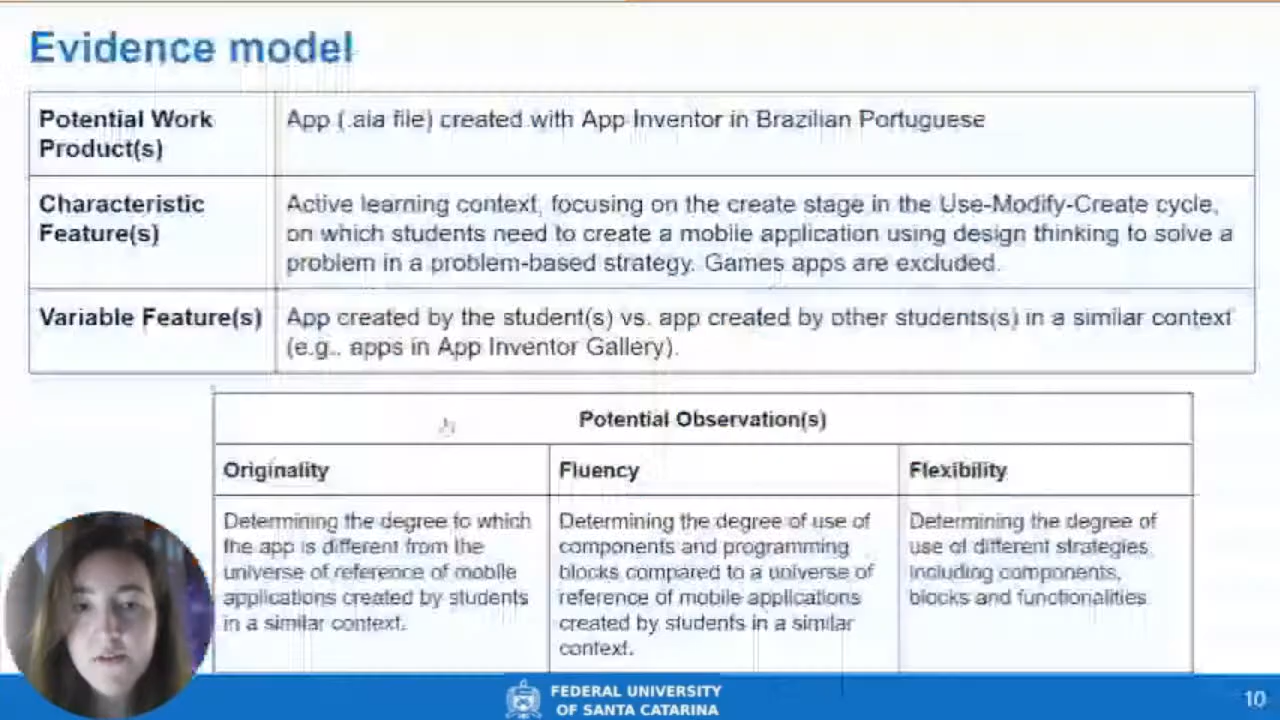 Evidence model
Potential Work
Product(s)
App (.aia file) created with App Inventor in Brazilian Portuguese
Characteristic
Feature(s)
Active learning context, focusing on the create stage in the Use-Modify-Create cycle,
on which students need to create a mobile application using design thinking to solve a
problem in a problem-based strategy. Games apps are excluded.
Variable Feature(s)
App created by the student(s) vs. app created by other students(s) in a similar context
(e.g., apps in App Inventor Gallery).
Potential Observation(s)
Originality
Determining the degree to which
the app is different from the
universe of reference of mobile
applications created by students
in a similar context.
Fluency
Determining the degree of use of
components and programming
blocks compared to a universe of
reference of mobile applications
created by students in a similar
context.
Flexibility
Determining the degree of
use of different strategies
including components,
blocks and functionalities
FEDERAL UNIVERSITY
OF SANTA CATARINA
10